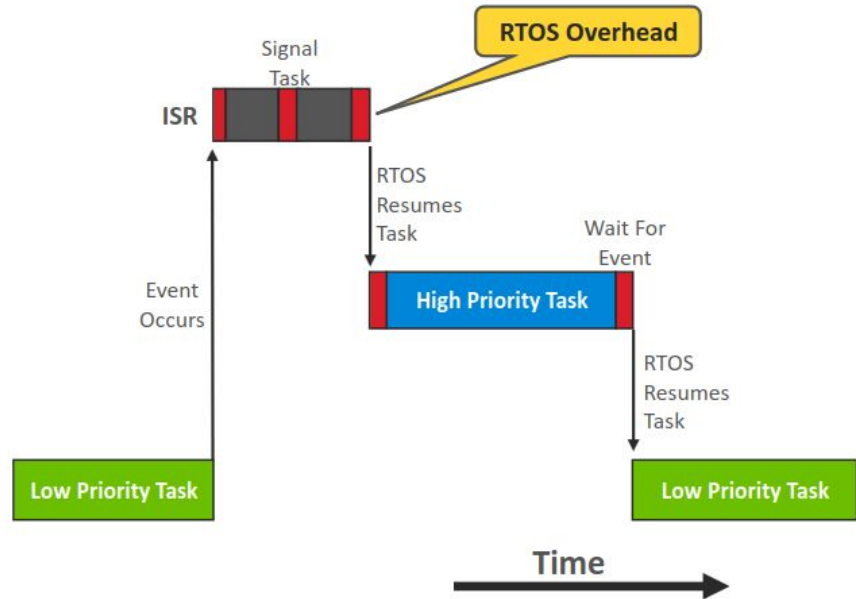 RTOS Overhead
Signal
Task
ISR
RTOS
Resumes
Task
Wait For
Event
Event
Occurs
High Priority Task
RTOS
Resumes
Task
Low Priority Task
Low Priority Task
Time